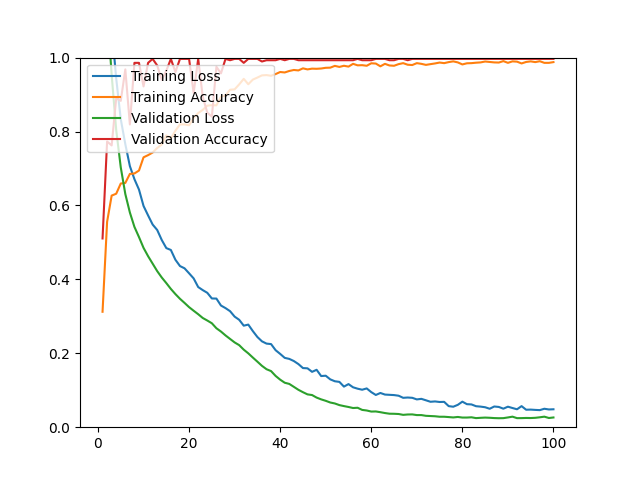 1.0
0.8
0.6
0.4
0.2
0.0
Training Loss
Training Accuracy
Validation Loss
Validation Accuracy
0 20 40 60 80 100